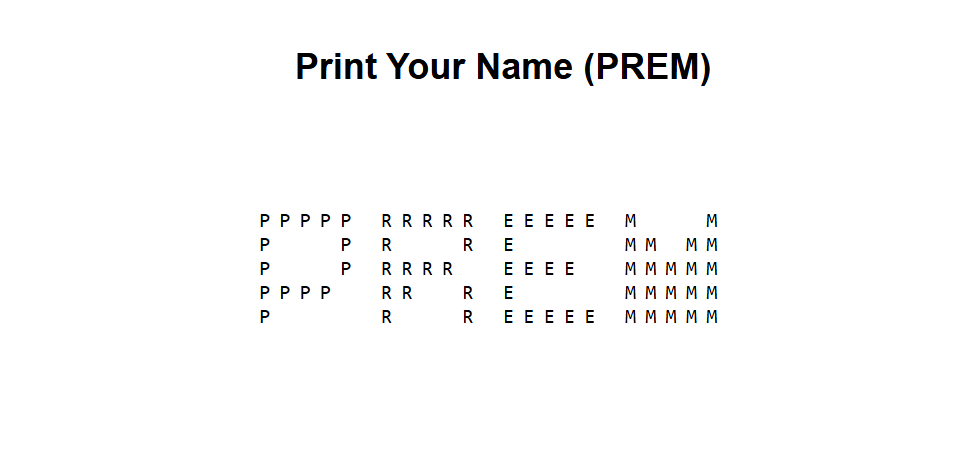 Print Your Name (PREM)
P P P P P   R R R R R   E E E E E   M       M
P       P   R       R   E           M M   M M
P       P   R R R R     E E E E     M M M M M
P P P P     R R     R   E           M M M M M
P           R       R   E E E E E   M M M M M